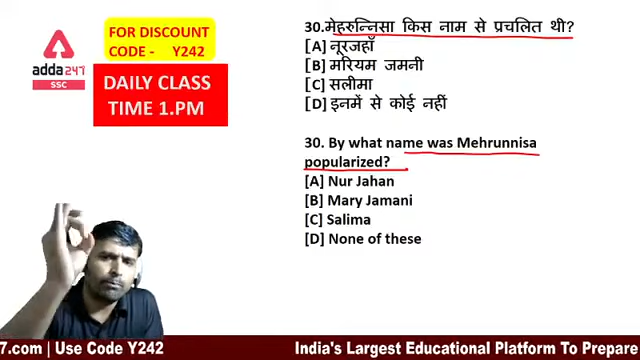 FOR DISCOUNT
CODE - Y242
adda247
SSC
DAILY CLASS
TIME 1.PM
30.मेहरुन्निसा किस नाम से प्रचलित थी?
[A] नूरजहाँ
[B] मरियम जमनी
[C] सलीमा
[D] इनमें से कोई नहीं
30. By what name was Mehrunnisa
popularized?
[A] Nur Jahan
[B] Mary Jamani
[C] Salima
[D] None of these
7.com | Use Code Y242
India's Largest Educational Platform To Prepare